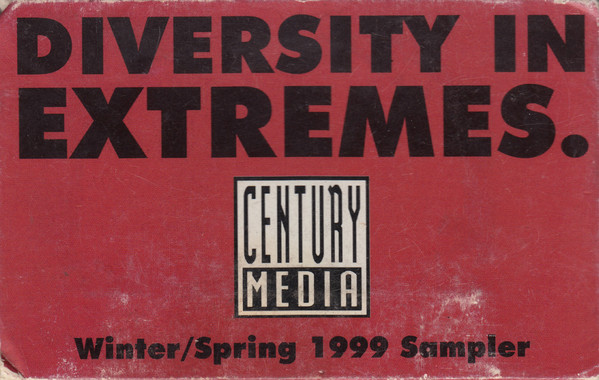 DIVERSITY IN
EXTREMES.
CENTURY
MEDIA
Winter/Spring 1999 Sampler